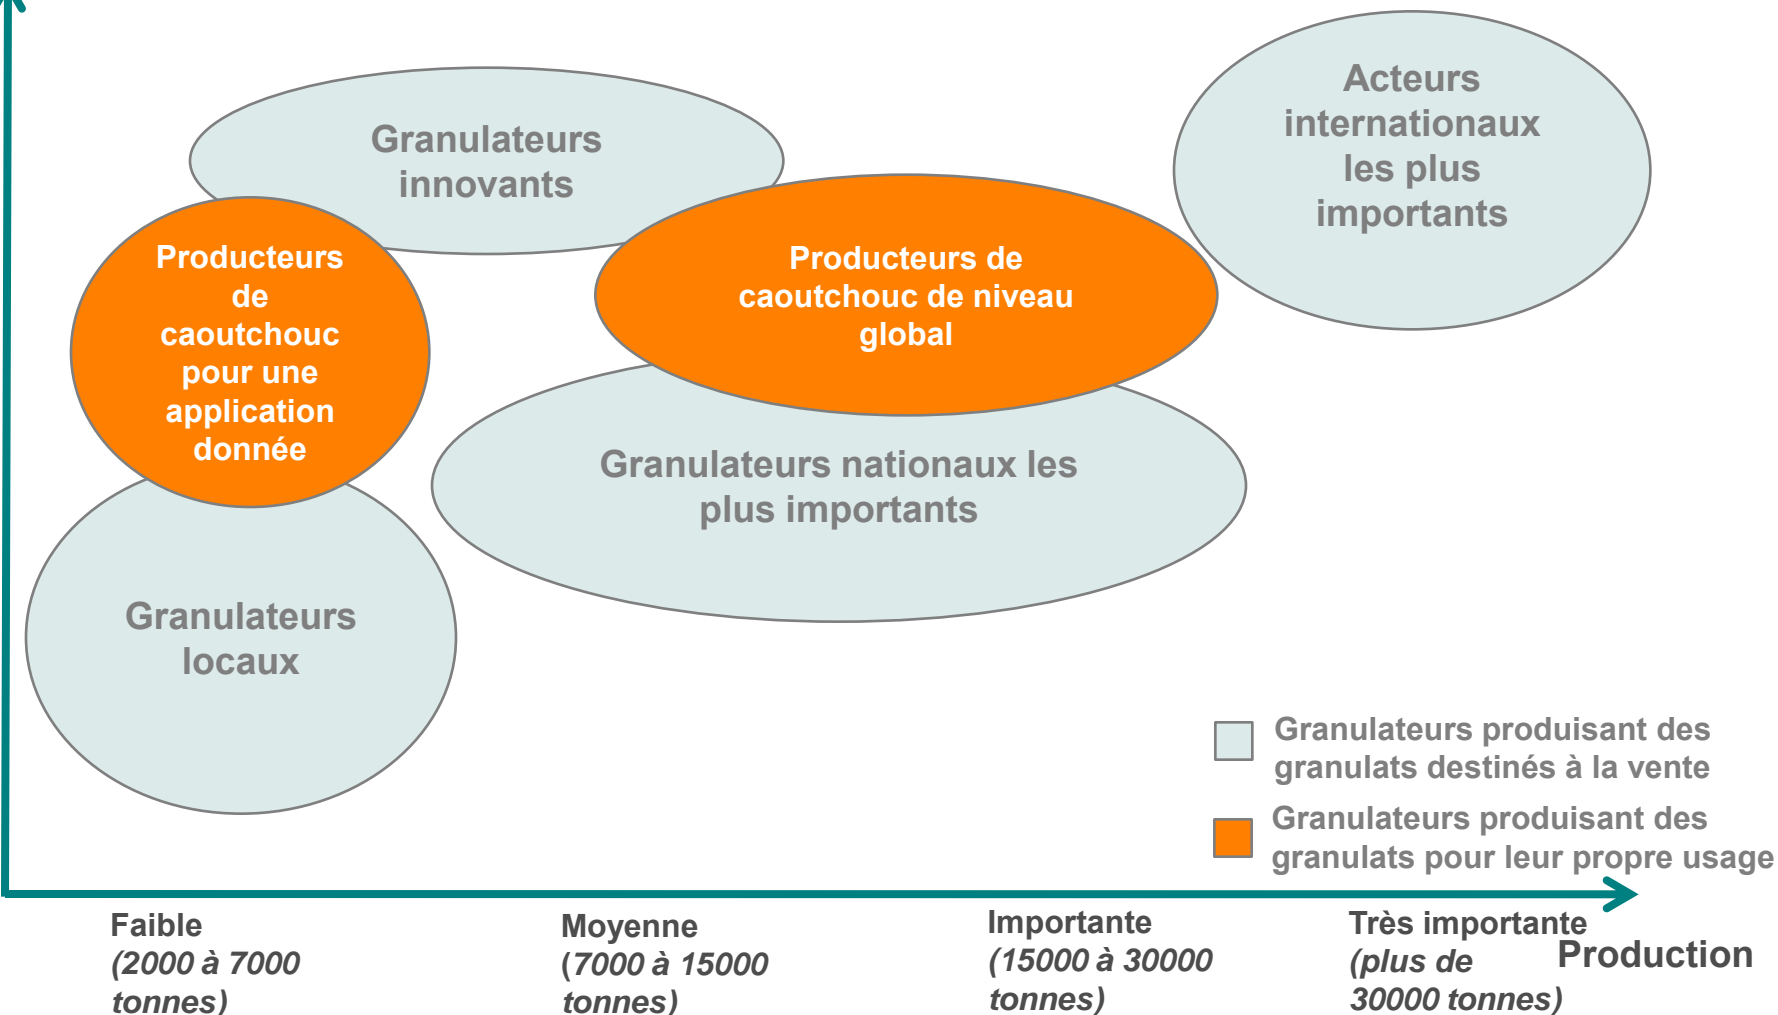 Acteurs
internationaux
les plus
importants
Granulateurs
innovants
Producteurs
de
caoutchouc
pour une
application
donnée
Producteurs de
caoutchouc de niveau
global
Granulateurs nationaux les
plus importants
Granulateurs
locaux
Granulateurs produisant des
granulats destinés à la vente
Granulateurs produisant des
granulats pour leur propre usage
Faible
(2000 à 7000
tonnes)
Moyenne
(7000 à 15000
tonnes)
Importante
(15000 à 30000
tonnes)
Très importante
(plus de
30000 tonnes)
Production